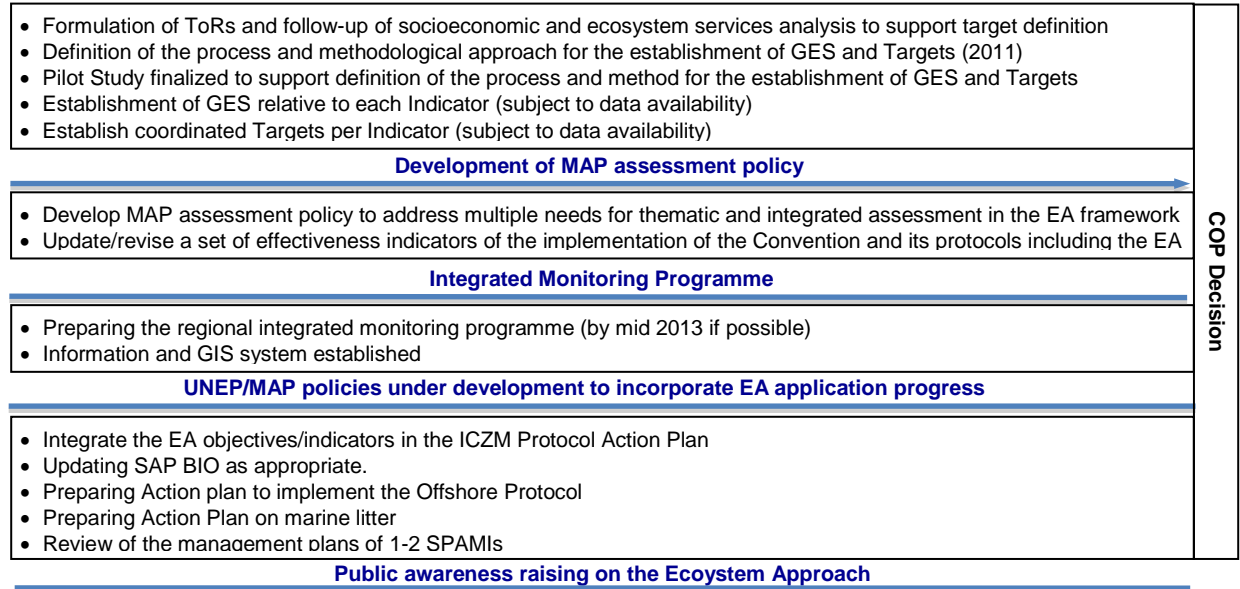 • Formulation of ToRs and follow-up of socioeconomic and ecosystem services analysis to support target definition
• Definition of the process and methodological approach for the establishment of GES and Targets (2011)
• Pilot Study finalized to support definition of the process and method for the establishment of GES and Targets
• Establishment of GES relative to each Indicator (subject to data availability)
• Establish coordinated Targets per Indicator (subject to data availability)
Development of MAP assessment policy
• Develop MAP assessment policy to address multiple needs for thematic and integrated assessment in the EA framework
• Update/revise a set of effectiveness indicators of the implementation of the Convention and its protocols including the EA
Integrated Monitoring Programme
• Preparing the regional integrated monitoring programme (by mid 2013 if possible)
• Information and GIS system established
UNEP/MAP policies under development to incorporate EA application progress
• Integrate the EA objectives/indicators in the ICZM Protocol Action Plan
• Updating SAP BIO as appropriate.
• Preparing Action plan to implement the Offshore Protocol
• Preparing Action Plan on marine litter
• Review of the management plans of 1-2 SPAMIs
Public awareness raising on the Ecoystem Approach
COP Decision